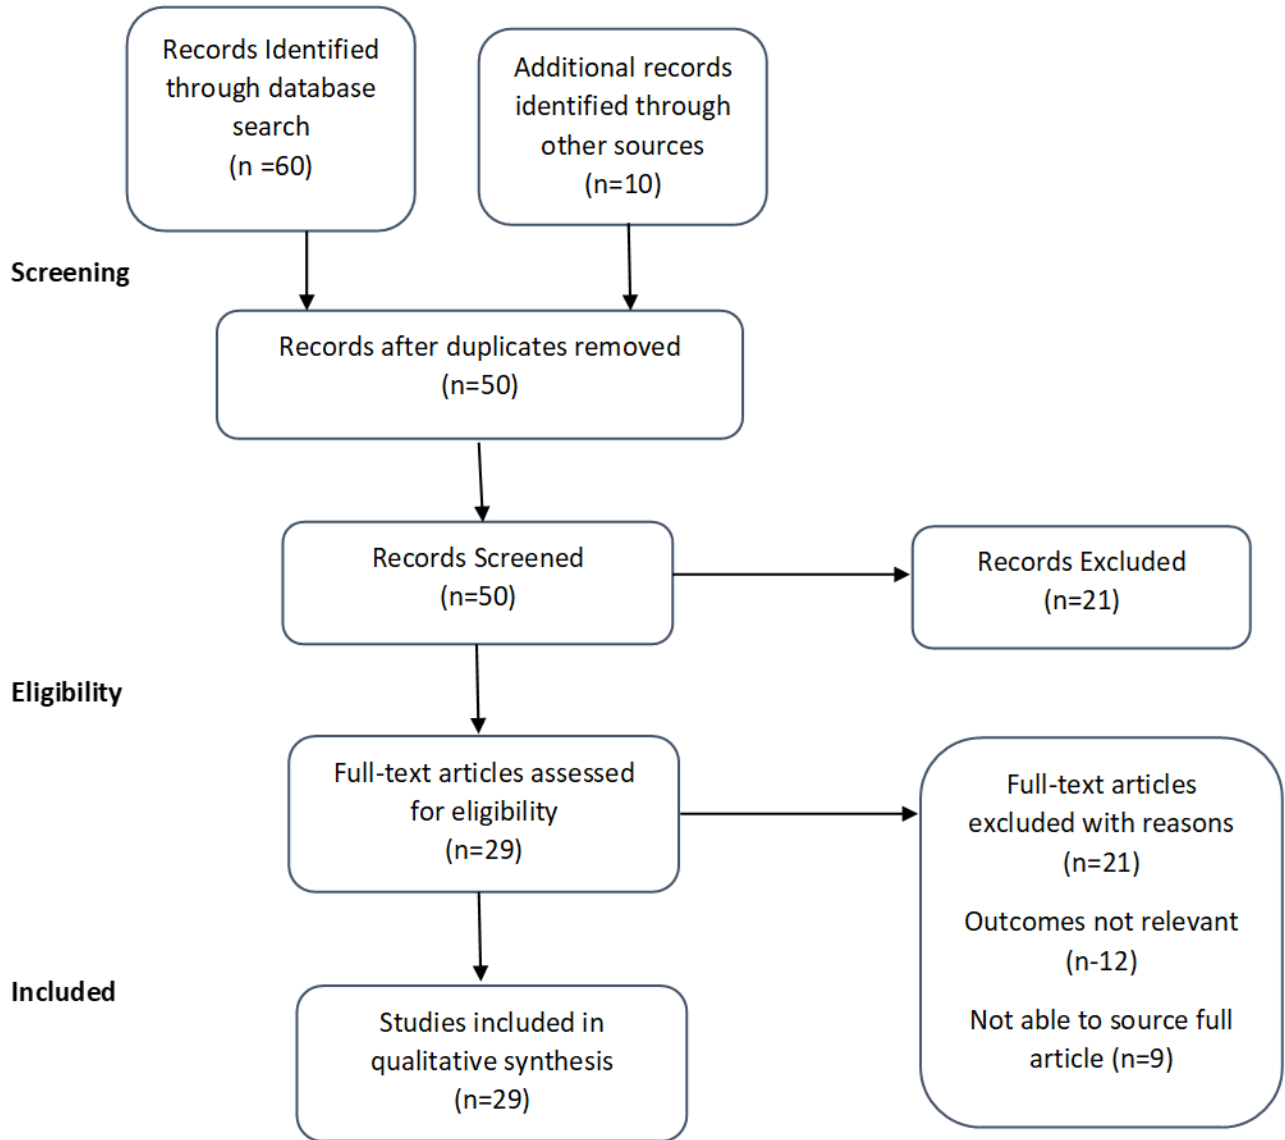 Records Identified
through database
search
(n =60)
Additional records
identified through
other sources
(n=10)
Screening
Records after duplicates removed
(n=50)
Records Screened
(n=50)
Records Excluded
(n=21)
Eligibility
Full-text articles assessed
for eligibility
(n=29)
Full-text articles
excluded with reasons
(n=21)
Outcomes not relevant
(n-12)
Not able to source full
article (n=9)
Included
Studies included in
qualitative synthesis
(n=29)